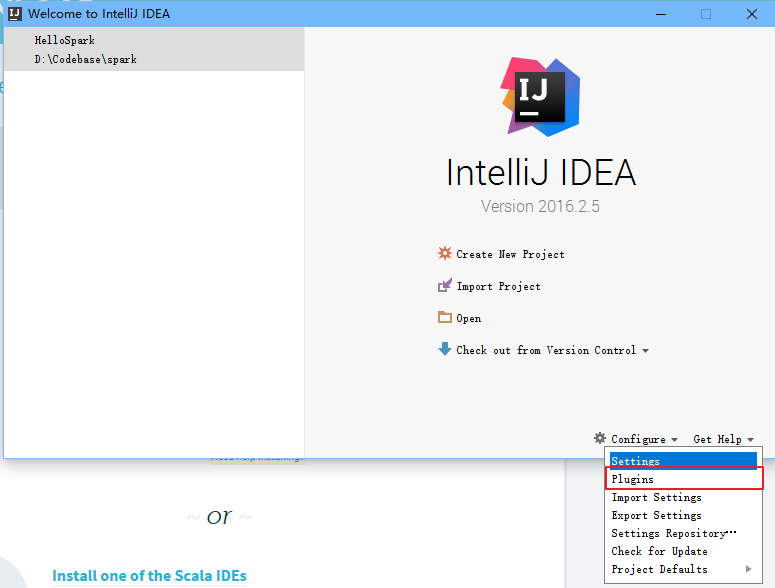 Welcome to IntelliJ IDEA
HelloSpark
D:\Codebase\spark
IJ
IntelliJ IDEA
Version 2016.2.5
Create New Project
Import Project
Open
Check out from Version Control
Configure
Get Help
Settings
Plugins
Import Settings
Export Settings
Settings Repository...
Check for Update
Project Defaults
~ or ~
Install one of the Scala IDEs